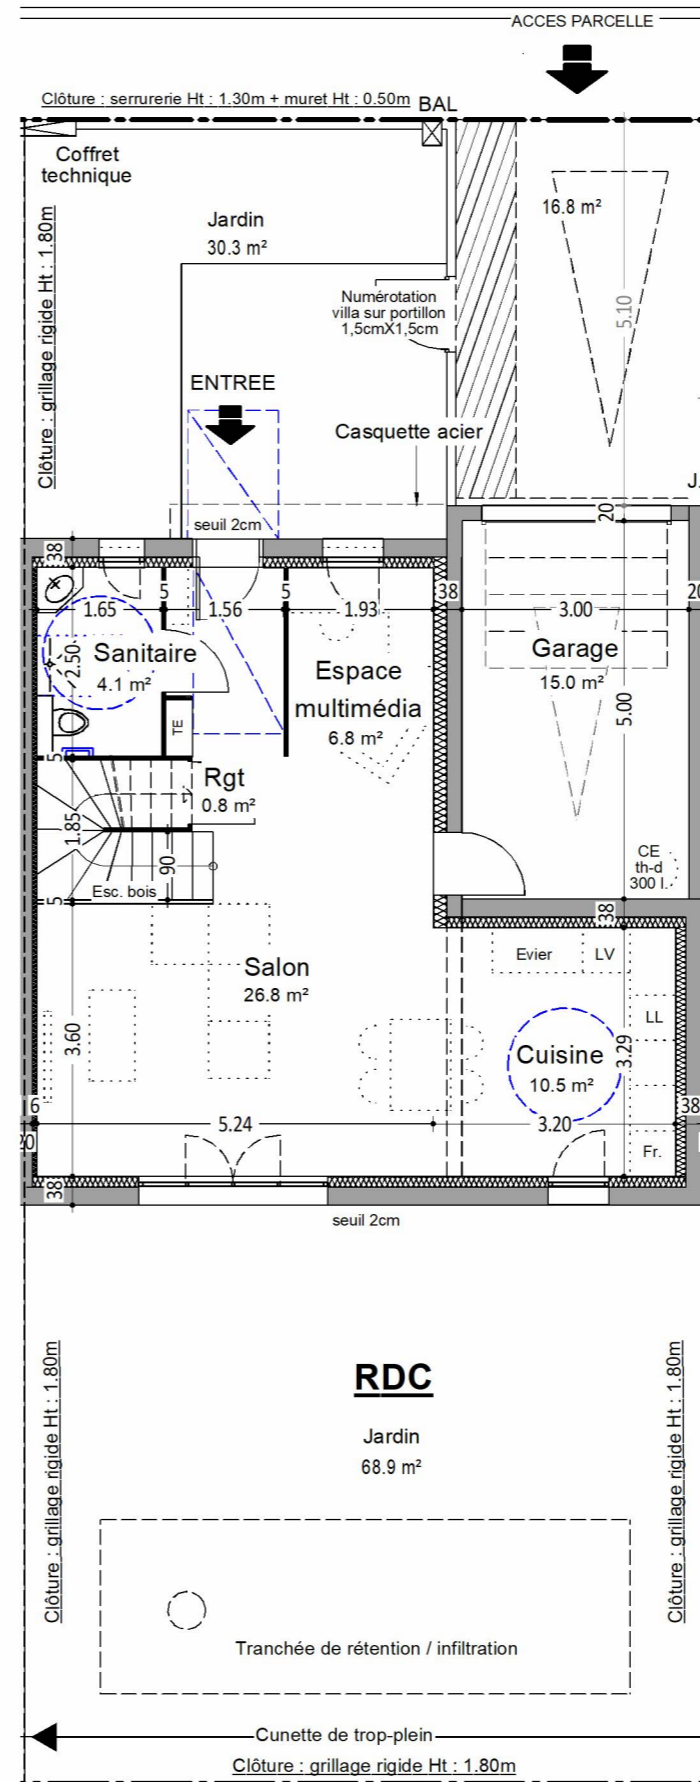 ACCES PARCELLE
Clôture : serrurerie Ht : 1.30m + muret Ht : 0.50m
BAL
Coffret
technique
Clôture : grillage rigide Ht : 1.80m
Jardin
30.3 m²
16.8 m²
5.10
Numérotation
villa sur portillon
1,5cmX1,5cm
ENTREE
Casquette acier
seuil 2cm
20
38
1.65
5
1.56
5
1.93
38
3.00
Sanitaire
4.1 m²
2.50
Espace
multimédia
6.8 m²
Garage
15.0 m²
5.00
TE
5
Rgt
0.8 m²
1.85
90
Esc. bois
5
CE
th-d
300 l.
38
Evier
LV
Salon
26.8 m²
LL
3.60
Cuisine
10.5 m²
3.29
6
5.24
3.20
38
Fr.
38
seuil 2cm
Clôture : grillage rigide Ht : 1.80m
RDC
Jardin
68.9 m²
Clôture : grillage rigide Ht : 1.80m
Tranchée de rétention / infiltration
Cunette de trop-plein
Clôture : grillage rigide Ht : 1.80m